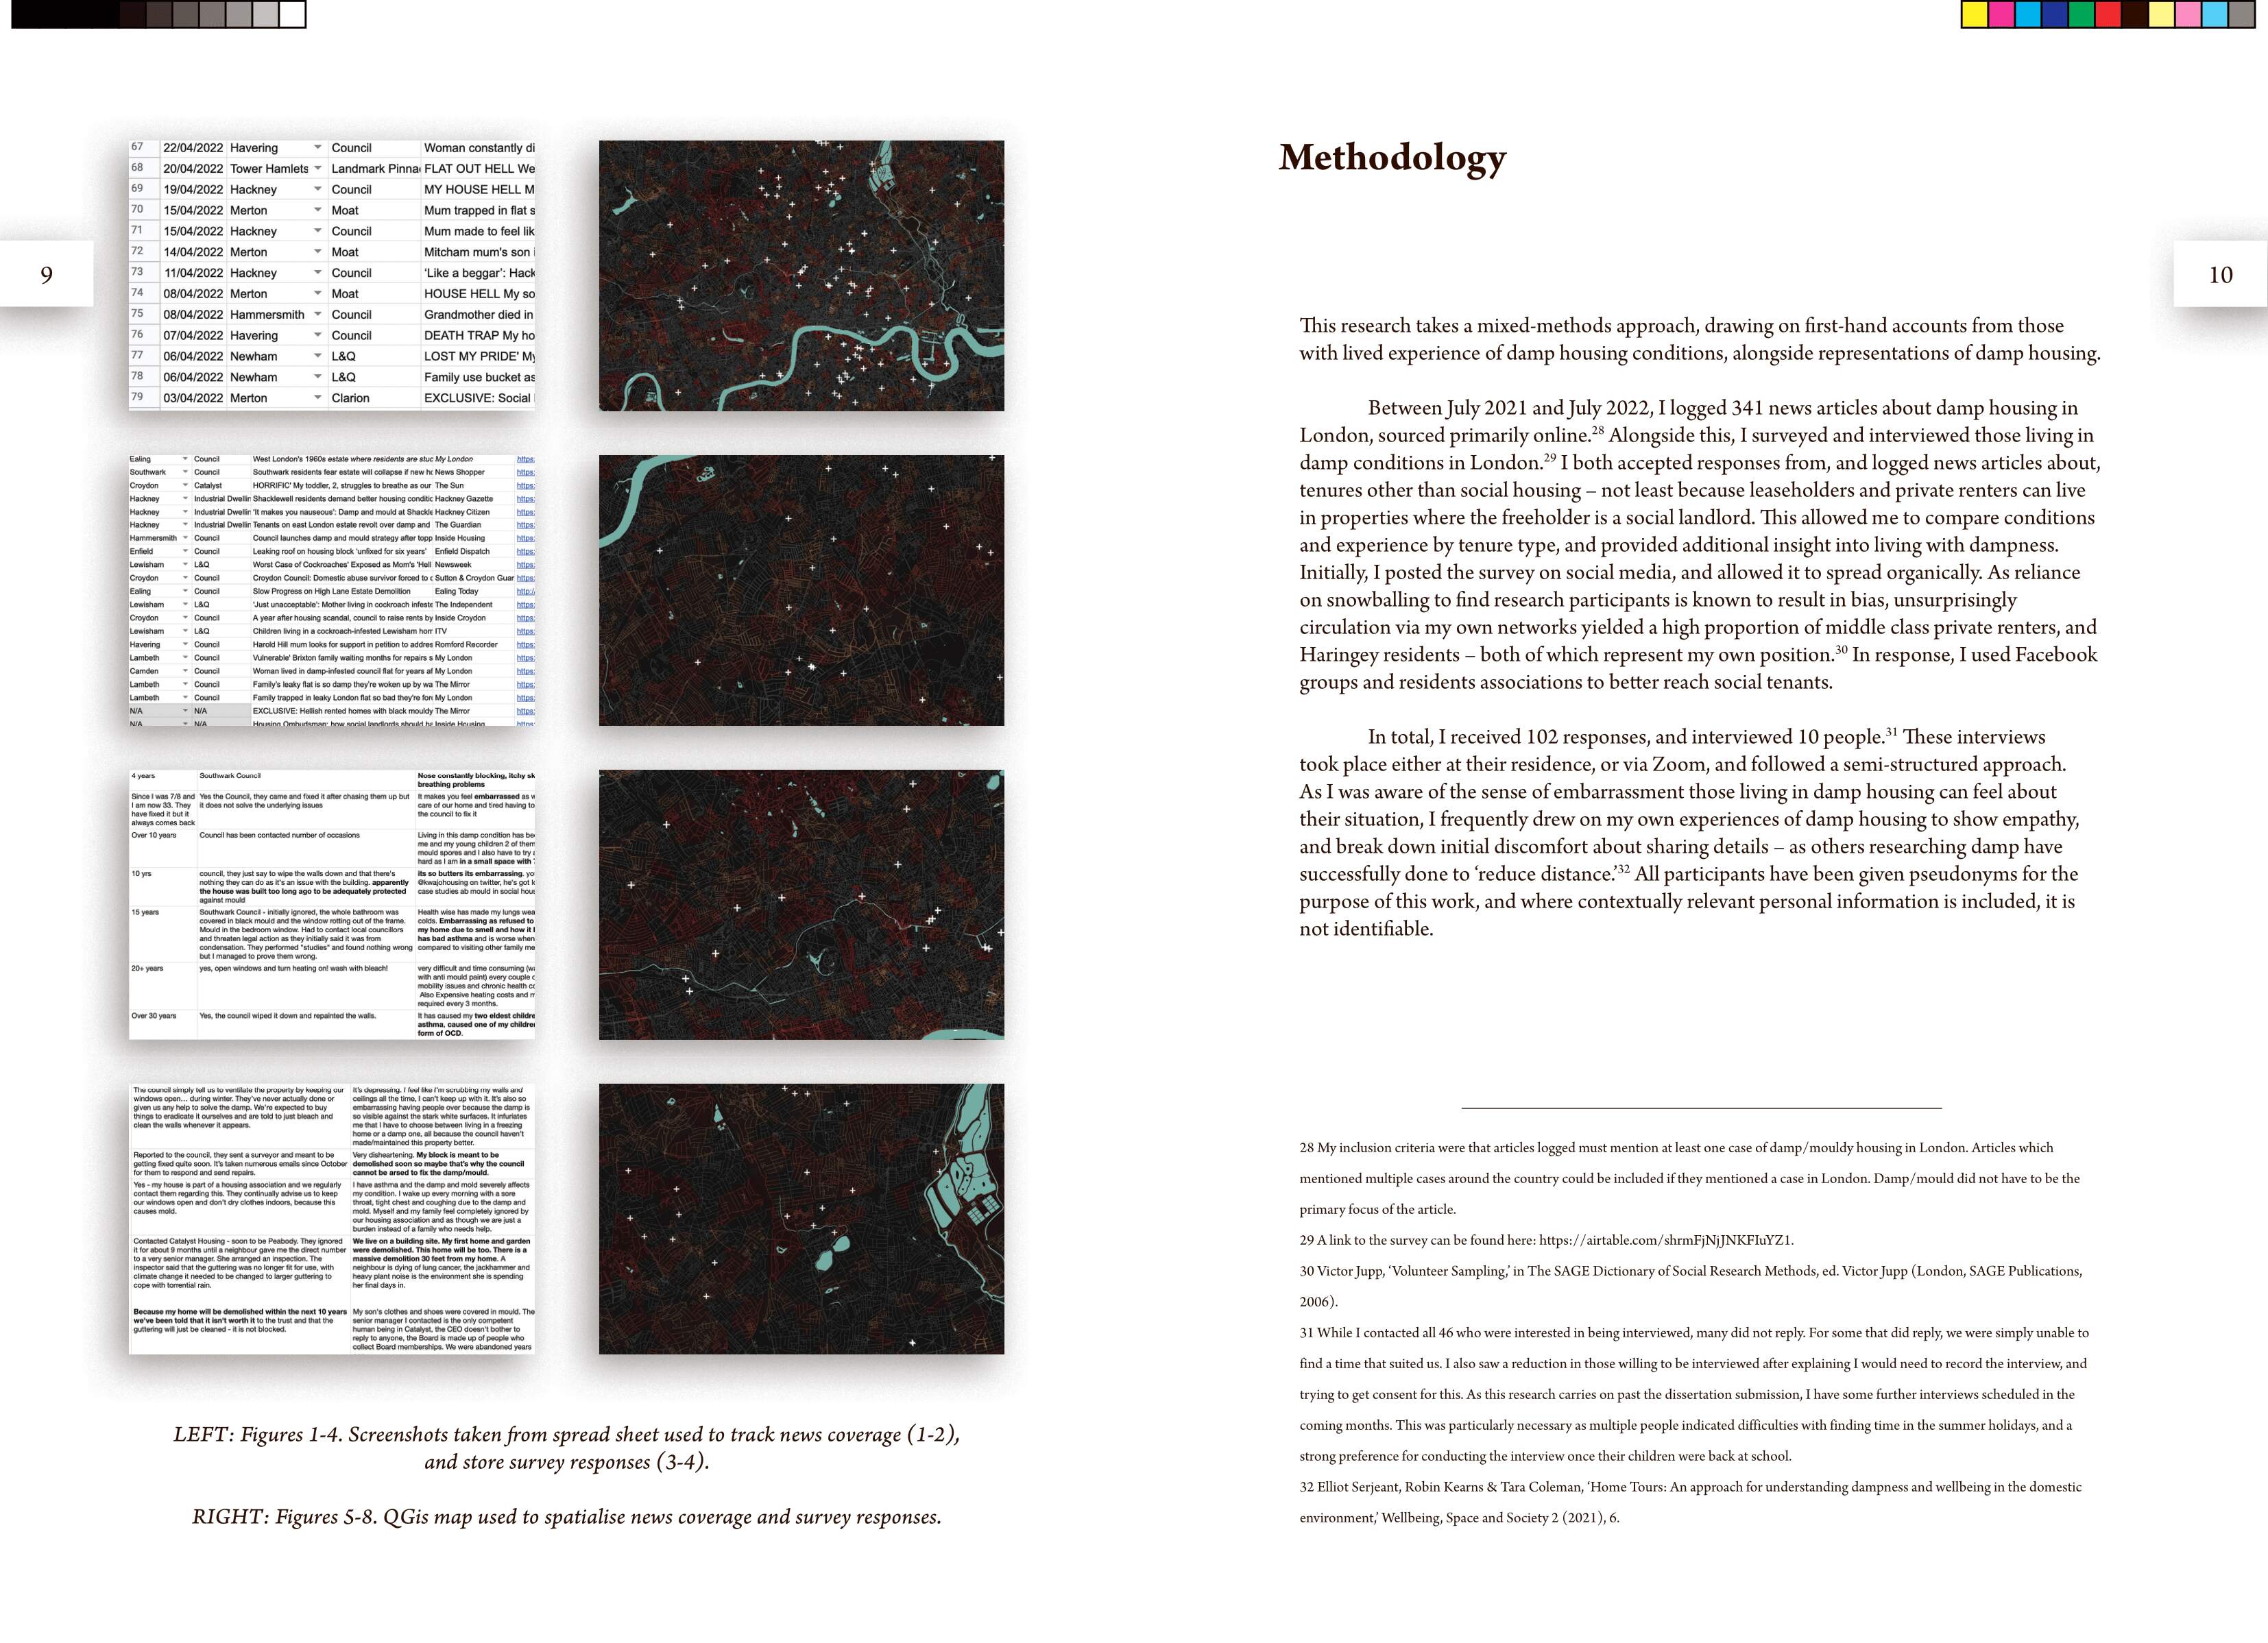 9
67 22/04/2022 Havering Council Woman constantly di
68 20/04/2022 Tower Hamlets Landmark Pinna FLAT OUT HELL We
69 19/04/2022 Hackney Council MY HOUSE HELL M
70 15/04/2022 Merton Moat Mum trapped in flat s
71 15/04/2022 Hackney Council Mum made to feel lik
72 14/04/2022 Merton Moat Mitcham mum's son i
73 11/04/2022 Hackney Council 'Like a beggar': Hack
74 08/04/2022 Merton Moat HOUSE HELL My so
75 08/04/2022 Hammersmith Council Grandmother died in
76 07/04/2022 Havering Council DEATH TRAP My ho
77 06/04/2022 Newham L&Q LOST MY PRIDE' My
78 06/04/2022 Newham L&Q Family use bucket as
79 03/04/2022 Merton Clarion EXCLUSIVE: Social
Ealing Council West London's 1960s estate where residents are stuc My London https:
Southwark Council Southwark residents fear estate will collapse if new hc News Shopper https:
Croydon Catalyst HORRIFIC' My toddler, 2, struggles to breathe as our The Sun https:
Hackney Industrial Dwellin Shacklewell residents demand better housing conditic Hackney Gazette https:
Hackney Industrial Dwellin 'It makes you nauseous': Damp and mould at Shackle Hackney Citizen https:
Hackney Industrial Dwellin Tenants on east London estate revolt over damp and The Guardian https:
Hammersmith Council Council launches damp and mould strategy after topp Inside Housing https:
Enfield Council Leaking roof on housing block 'unfixed for six years' Enfield Dispatch https:
Lewisham L&Q Worst Case of Cockroaches' Exposed as Mom's 'Hell Newsweek https:
Croydon Council Croydon Council: Domestic abuse survivor forced to c Sutton & Croydon Guar https:
Ealing Council Slow Progress on High Lane Estate Demolition Ealing Today http:/
Lewisham L&Q 'Just unacceptable': Mother living in cockroach infeste The Independent https:
Croydon Council A year after housing scandal, council to raise rents by Inside Croydon https:
Lewisham L&Q Children living in a cockroach-infested Lewisham hom ITV https:
Havering Council Harold Hill mum looks for support in petition to addres Romford Recorder https:
Lambeth Council Vulnerable' Brixton family waiting months for repairs s My London https:
Camden Council Woman lived in damp-infested council flat for years af My London https:
Lambeth Council Family's leaky flat is so damp they're woken up by wa The Mirror https:
Lambeth Council Family trapped in leaky London flat so bad they're for My London https:
N/A N/A EXCLUSIVE: Hellish rented homes with black mouldy The Mirror https:
N/A N/A Housing Ombudsman: how social landlords should be Inside Housing https:
4 years Southwark Council Nose constantly blocking, itchy sk
breathing problems
Since I was 7/8 and Yes the Council, they came and fixed it after chasing them up but It makes you feel embarrassed as w
I am now 33. They it does not solve the underlying issues care of our home and tired having to
have fixed it but it the council to fix it
always comes back
Over 10 years Council has been contacted number of occasions Living in this damp condition has bee
me and my young children 2 of them
mould spores and I also have to try a
hard as I am in a small space with
10 yrs council, they just say to wipe the walls down and that there's its so butters its embarrassing. yo
nothing they can do as it's an issue with the building. apparently @kwajohousing on twitter, he's got l
the house was built too long ago to be adequately protected case studies ab mould in social hous
against mould
15 years Southwark Council - initially ignored, the whole bathroom was Health wise has made my lungs wea
covered in black mould and the window rotting out of the frame. colds. Embarrassing as refused to
Mould in the bedroom window. Had to contact local councillors my home due to smell and how it l
and threaten legal action as they initially said it was from has bad asthma and is worse when
condensation. They performed "studies" and found nothing wrong compared to visiting other family me
but I managed to prove them wrong.
20+ years yes, open windows and turn heating on! wash with bleach! very difficult and time consuming (wa
with anti mould paint) every couple o
mobility issues and chronic health co
Also Expensive heating costs and m
required every 3 months.
Over 30 years Yes, the council wiped it down and repainted the walls. It has caused my two eldest childre
asthma, caused one of my children
form of OCD.
The council simply tell us to ventilate the property by keeping our It's depressing. I feel like I'm scrubbing my walls and
windows open... during winter. They've never actually done or ceilings all the time, I can't keep up with it. It's also so
given us any help to solve the damp. We're expected to buy embarrassing having people over because the damp is
things to eradicate it ourselves and are told to just bleach and so visible against the stark white surfaces. It infuriates
clean the walls whenever it appears. me that I have to choose between living in a freezing
home or a damp one, all because the council haven't
made/maintained this property better.
Reported to the council, they sent a surveyor and meant to be Very disheartening. My block is meant to be
getting fixed quite soon. It's taken numerous emails since October demolished soon so maybe that's why the council
for them to respond and send repairs. cannot be arsed to fix the damp/mould.
Yes - my house is part of a housing association and we regularly I have asthma and the damp and mold severely affects
contact them regarding this. They continually advise us to keep my condition. I wake up every morning with a sore
our windows open and don't dry clothes indoors, because this throat, tight chest and coughing due to the damp and
causes mold. mold. Myself and my family feel completely ignored by
our housing association and as though we are just a
burden instead of a family who needs help.
Contacted Catalyst Housing - soon to be Peabody. They ignored We live on a building site. My first home and garden
it for about 9 months until a neighbour gave me the direct number were demolished. This home will be too. There is a
to a very senior manager. She arranged an inspection. The massive demolition 30 feet from my home. A
inspector said that the guttering was no longer fit for use, with neighbour is dying of lung cancer, the jackhammer and
climate change it needed to be changed to larger guttering to heavy plant noise is the environment she is spending
cope with torrential rain. her final days in.
Because my home will be demolished within the next 10 years My son's clothes and shoes were covered in mould. The
we've been told that it isn't worth it to the trust and that the senior manager I contacted is the only competent
guttering will just be cleaned - it is not blocked. human being in Catalyst, the CEO doesn't bother to
reply to anyone, the Board is made up of people who
collect Board memberships. We were abandoned years
LEFT: Figures 1-4. Screenshots taken from spread sheet used to track news coverage (1-2),
and store survey responses (3-4).
RIGHT: Figures 5-8. QGis map used to spatialise news coverage and survey responses.
Methodology
10
This research takes a mixed-methods approach, drawing on first-hand accounts from those
with lived experience of damp housing conditions, alongside representations of damp housing.
Between July 2021 and July 2022, I logged 341 news articles about damp housing in
London, sourced primarily online.28 Alongside this, I surveyed and interviewed those living in
damp conditions in London.29 I both accepted responses from, and logged news articles about,
tenures other than social housing – not least because leaseholders and private renters can live
in properties where the freeholder is a social landlord. This allowed me to compare conditions
and experience by tenure type, and provided additional insight into living with dampness.
Initially, I posted the survey on social media, and allowed it to spread organically. As reliance
on snowballing to find research participants is known to result in bias, unsurprisingly
circulation via my own networks yielded a high proportion of middle class private renters, and
Haringey residents – both of which represent my own position.30 In response, I used Facebook
groups and residents associations to better reach social tenants.
In total, I received 102 responses, and interviewed 10 people.31 These interviews
took place either at their residence, or via Zoom, and followed a semi-structured approach.
As I was aware of the sense of embarrassment those living in damp housing can feel about
their situation, I frequently drew on my own experiences of damp housing to show empathy,
and break down initial discomfort about sharing details – as others researching damp have
successfully done to ‘reduce distance.’32 All participants have been given pseudonyms for the
purpose of this work, and where contextually relevant personal information is included, it is
not identifiable.
28 My inclusion criteria were that articles logged must mention at least one case of damp/mouldy housing in London. Articles which
mentioned multiple cases around the country could be included if they mentioned a case in London. Damp/mould did not have to be the
primary focus of the article.
29 A link to the survey can be found here: https://airtable.com/shrmFjNjJNKFIuYZ1.
30 Victor Jupp, ‘Volunteer Sampling,’ in The SAGE Dictionary of Social Research Methods, ed. Victor Jupp (London, SAGE Publications,
2006).
31 While I contacted all 46 who were interested in being interviewed, many did not reply. For some that did reply, we were simply unable to
find a time that suited us. I also saw a reduction in those willing to be interviewed after explaining I would need to record the interview, and
trying to get consent for this. As this research carries on past the dissertation submission, I have some further interviews scheduled in the
coming months. This was particularly necessary as multiple people indicated difficulties with finding time in the summer holidays, and a
strong preference for conducting the interview once their children were back at school.
32 Elliot Serjeant, Robin Kearns & Tara Coleman, ‘Home Tours: An approach for understanding dampness and wellbeing in the domestic
environment,’ Wellbeing, Space and Society 2 (2021), 6.